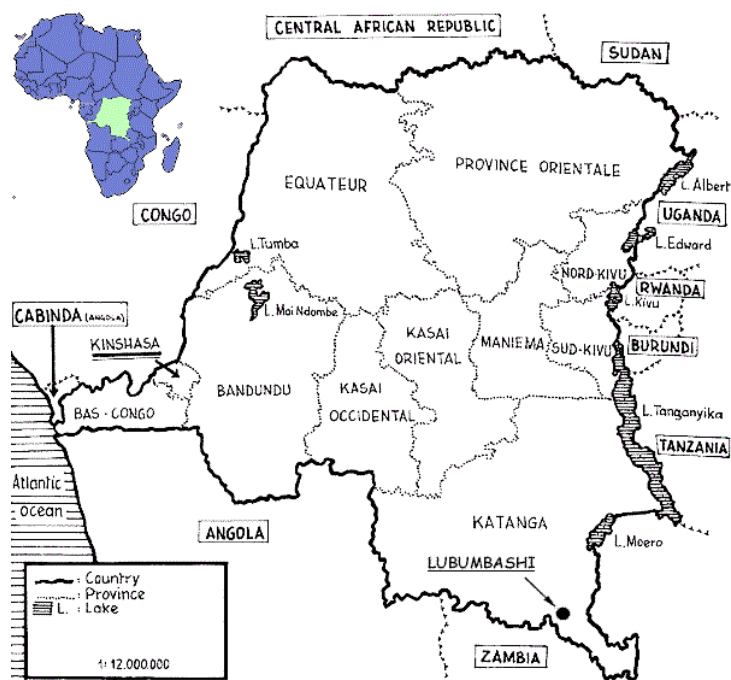 CENTRAL AFRICAN REPUBLIC
SUDAN
PROVINCE ORIENTALE
EQUATEUR
L. Albert
CONGO
UGANDA
L.Tumba
L.Edward
NORD-KIVU
RWANDA
L.Kivu
CABINDA (ANGOLA)
L.Mai Ndombe
KINSHASA
KASAI
ORIENTAL
MANIEMA
SUD-KIVU
BURUNDI
BANDUNDU
KASAI
OCCIDENTAL
BAS-CONGO
L.Tanganyika
TANZANIA
Atlantic
ocean
ANGOLA
KATANGA
L.Moero
LUBUMBASHI
: Country
: Province
L. : Lake
1: 12.000.000
ZAMBIA